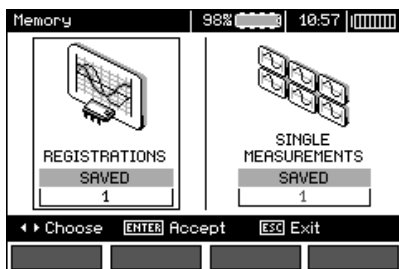 Memory 98% 10:57
REGISTRATIONS
SAVED
1
SINGLE
MEASUREMENTS
SAVED
1
Choose ENTER Accept ESC Exit